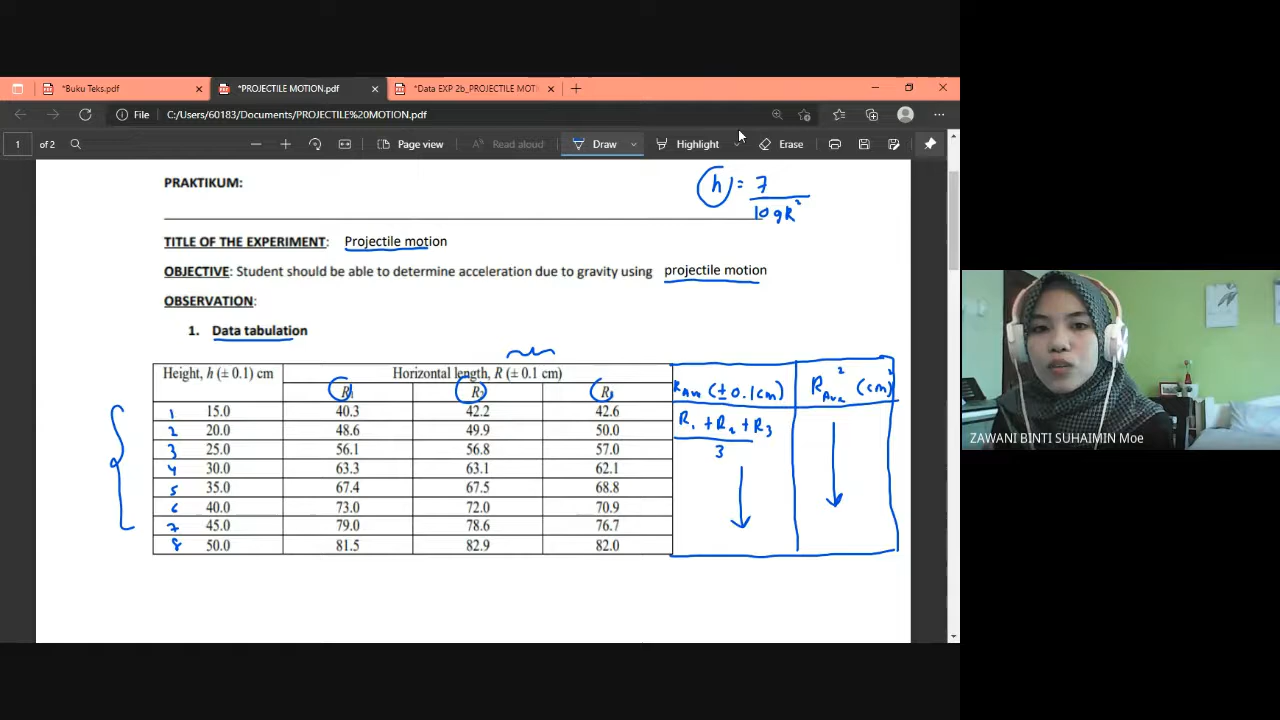 *Buku Teks.pdf
*PROJECTILE MOTION.pdf
*Data EXP 2b_PROJECTILE MOTI
File C:/Users/60183/Documents/PROJECTILE%20MOTION.pdf
1 of 2 Page view Read aloud Draw Highlight Erase
h = 7
10gR²
PRAKTIKUM:
TITLE OF THE EXPERIMENT: Projectile motion
OBJECTIVE: Student should be able to determine acceleration due to gravity using projectile motion
OBSERVATION:
1. Data tabulation
Height, h (± 0.1) cm Horizontal length, R (± 0.1 cm)
R₁ R₂ R₃ RAve (± 0.1cm) RAve² (cm)²
1 15.0 40.3 42.2 42.6 R₁ + R₂ + R₃
2 20.0 48.6 49.9 50.0 3
3 25.0 56.1 56.8 57.0
4 30.0 63.3 63.1 62.1
5 35.0 67.4 67.5 68.8
6 40.0 73.0 72.0 70.9
7 45.0 79.0 78.6 76.7
8 50.0 81.5 82.9 82.0
ZAWANI BINTI SUHAIMIN Moe